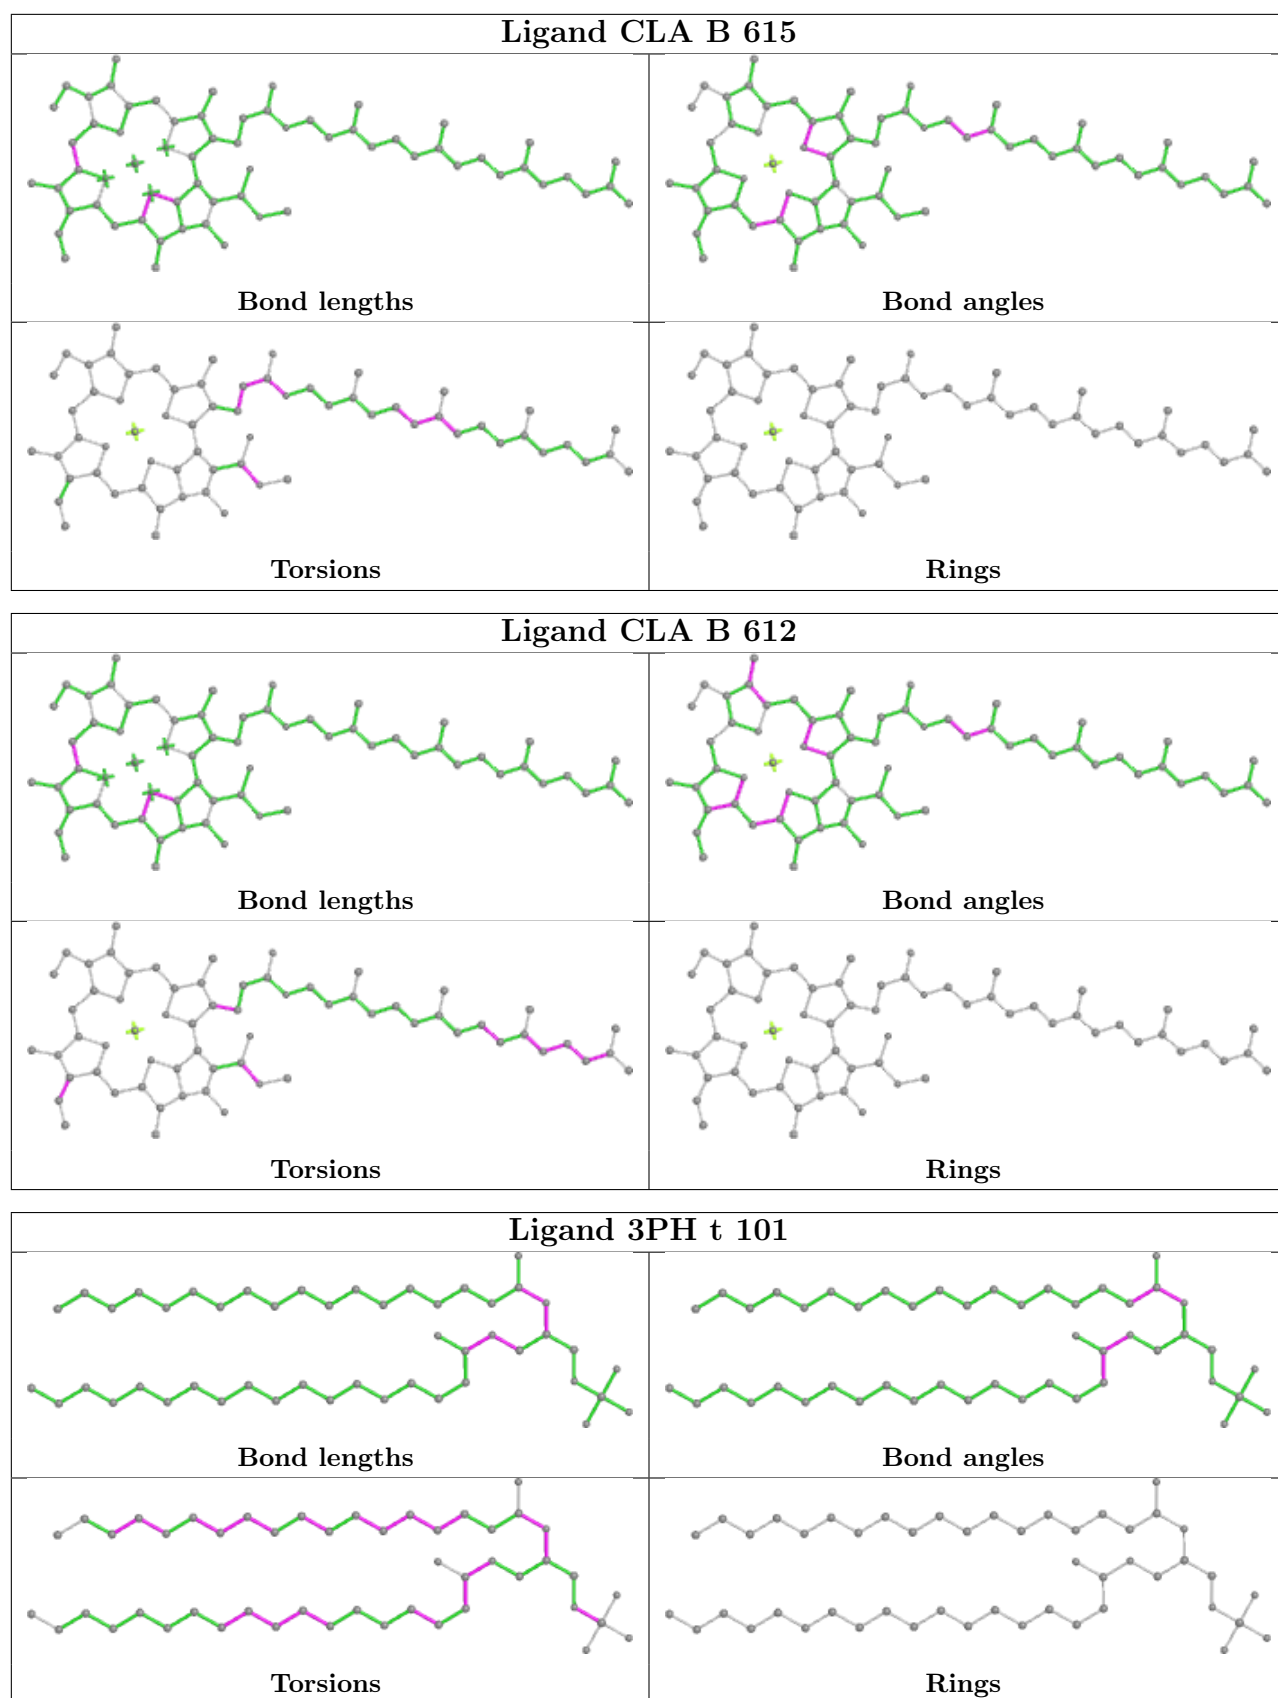 Ligand CLA B 615
Bond lengths
Bond angles
Torsions
Rings
Ligand CLA B 612
Bond lengths
Bond angles
Torsions
Rings
Ligand 3PH t 101
Bond lengths
Bond angles
Torsions
Rings